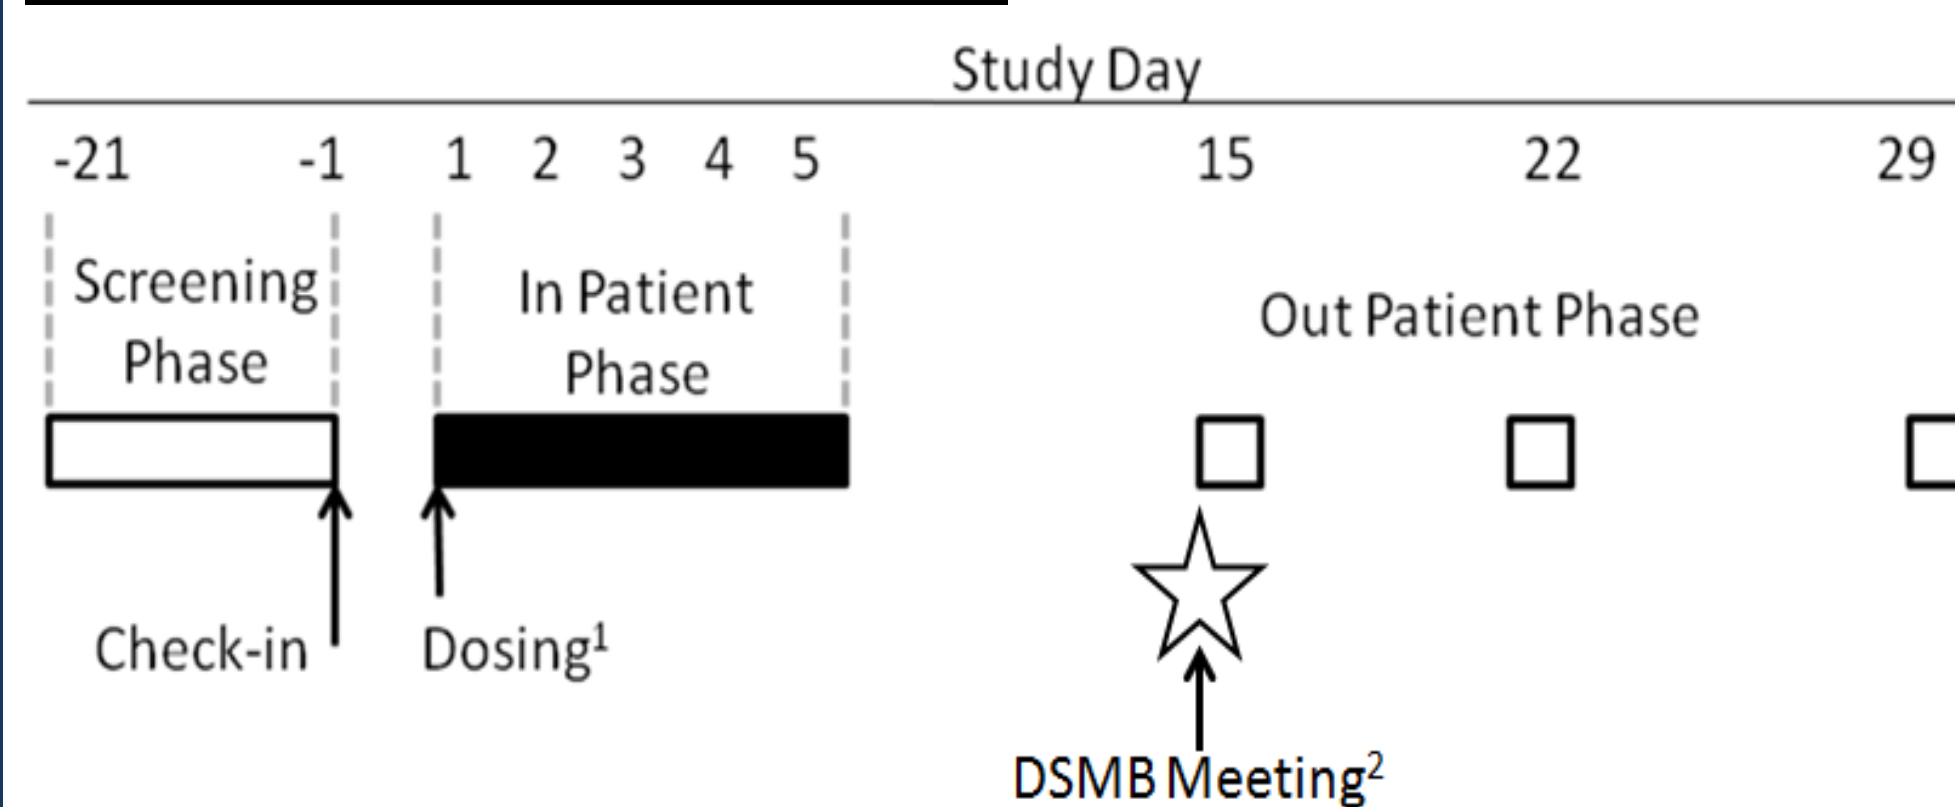 Study Day
-21 -1 1 2 3 4 5 15 22 29
Screening
Phase
In Patient
Phase
Out Patient Phase
Check-in
Dosing¹
DSMB Meeting²